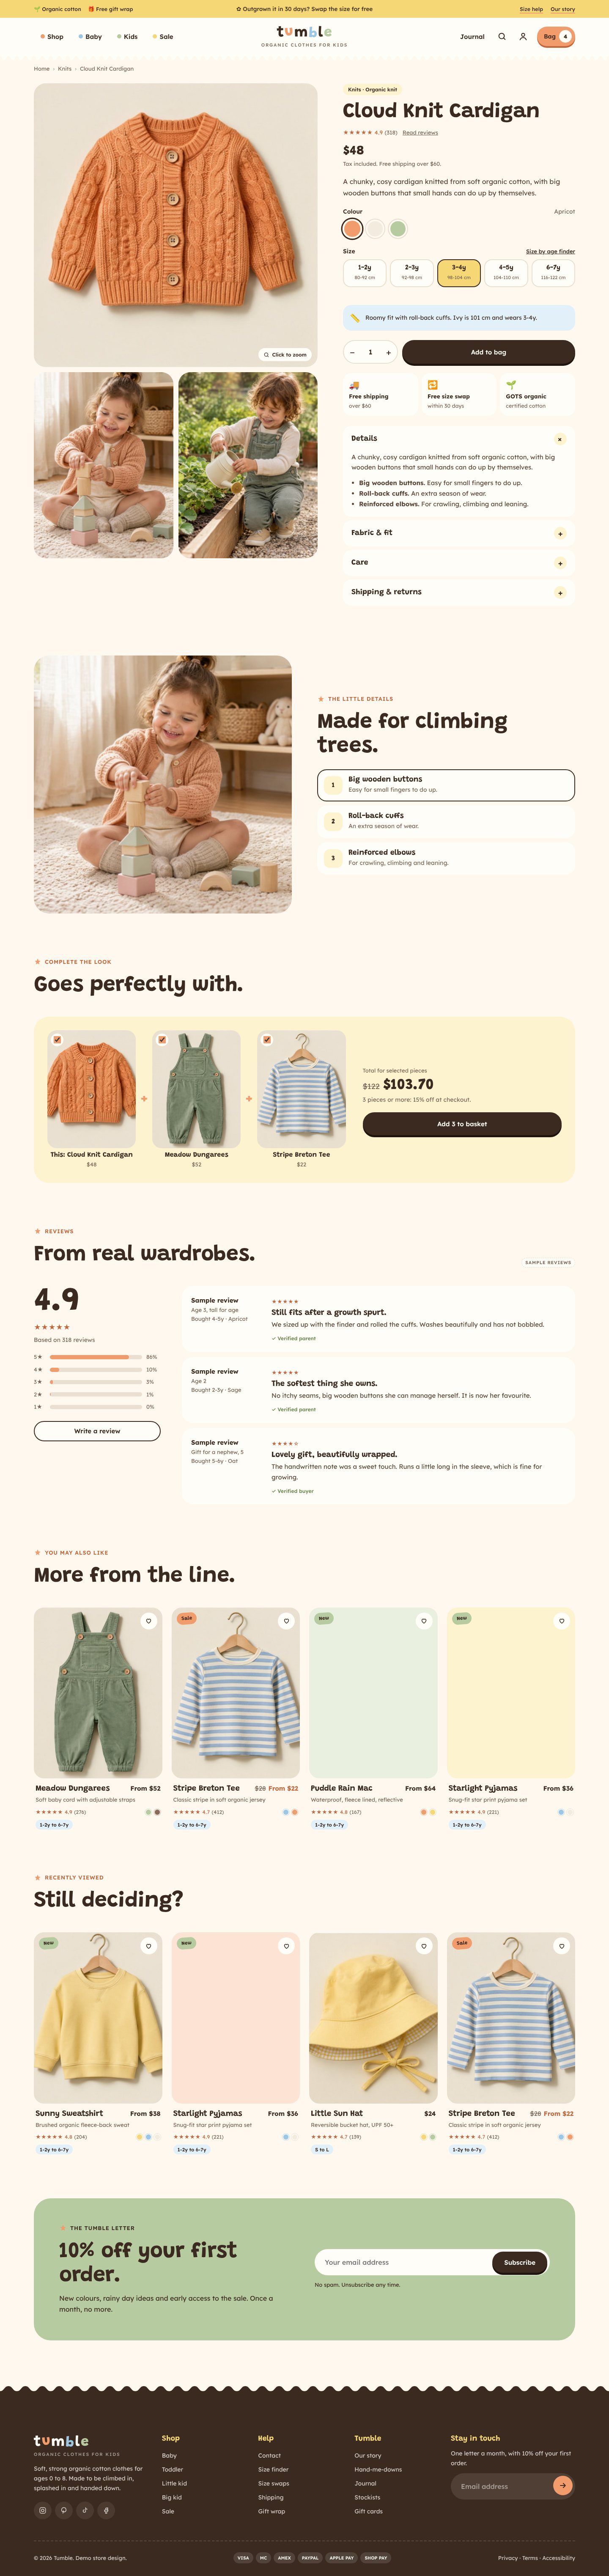 🌱 Organic cotton 🎁 Free gift wrap
✿ Outgrown it in 30 days? Swap the size for free
Size help Our story
Shop Baby Kids Sale
tumble
ORGANIC CLOTHES FOR KIDS
Journal
Bag 4
Home › Knits › Cloud Knit Cardigan
Click to zoom
Knits · Organic knit
Cloud Knit Cardigan
★★★★★ 4.9 (318) Read reviews
$48
Tax included. Free shipping over $60.
A chunky, cosy cardigan knitted from soft organic cotton, with big
wooden buttons that small hands can do up by themselves.
Colour Apricot
Size Size by age finder
1-2y 2-3y 3-4y 4-5y 6-7y
80-92 cm 92-98 cm 98-104 cm 104-110 cm 116-122 cm
📏 Roomy fit with roll-back cuffs. Ivy is 101 cm and wears 3-4y.
− 1 +
Add to bag
Free shipping
over $60
Free size swap
within 30 days
GOTS organic
certified cotton
Details
A chunky, cosy cardigan knitted from soft organic cotton, with big
wooden buttons that small hands can do up by themselves.
• Big wooden buttons. Easy for small fingers to do up.
• Roll-back cuffs. An extra season of wear.
• Reinforced elbows. For crawling, climbing and leaning.
Fabric & fit +
Care +
Shipping & returns +
THE LITTLE DETAILS
Made for climbing
trees.
1 Big wooden buttons
Easy for small fingers to do up.
2 Roll-back cuffs
An extra season of wear.
3 Reinforced elbows
For crawling, climbing and leaning.
COMPLETE THE LOOK
Goes perfectly with.
This: Cloud Knit Cardigan
$48
+
Meadow Dungarees
$52
+
Stripe Breton Tee
$22
Total for selected pieces
$122 $103.70
3 pieces or more: 15% off at checkout.
Add 3 to basket
REVIEWS
From real wardrobes.
SAMPLE REVIEWS
4.9
★★★★★
Based on 318 reviews
5★ 86%
4★ 10%
3★ 3%
2★ 1%
1★ 0%
Write a review
Sample review
Age 3, tall for age
Bought 4-5y · Apricot
★★★★★
Still fits after a growth spurt.
We sized up with the finder and rolled the cuffs. Washes beautifully and has not bobbled.
✓ Verified parent
Sample review
Age 2
Bought 2-3y · Sage
★★★★★
The softest thing she owns.
No itchy seams, big wooden buttons she can manage herself. It is now her favourite.
✓ Verified parent
Sample review
Gift for a nephew, 5
Bought 5-6y · Oat
★★★★☆
Lovely gift, beautifully wrapped.
The handwritten note was a sweet touch. Runs a little long in the sleeve, which is fine for
growing.
✓ Verified buyer
YOU MAY ALSO LIKE
More from the line.
Meadow Dungarees From $52
Soft baby cord with adjustable straps
★★★★★ 4.9 (276)
1-2y to 6-7y
Sale
Stripe Breton Tee $28 From $22
Classic stripe in soft organic jersey
★★★★★ 4.7 (412)
1-2y to 6-7y
New
Puddle Rain Mac From $64
Waterproof, fleece lined, reflective
★★★★★ 4.8 (167)
1-2y to 6-7y
New
Starlight Pyjamas From $36
Snug-fit star print pyjama set
★★★★★ 4.9 (221)
1-2y to 6-7y
RECENTLY VIEWED
Still deciding?
New
Sunny Sweatshirt From $38
Brushed organic fleece-back sweat
★★★★★ 4.8 (204)
1-2y to 6-7y
New
Starlight Pyjamas From $36
Snug-fit star print pyjama set
★★★★★ 4.9 (221)
1-2y to 6-7y
Little Sun Hat $24
Reversible bucket hat, UPF 50+
★★★★★ 4.7 (139)
S to L
Sale
Stripe Breton Tee $28 From $22
Classic stripe in soft organic jersey
★★★★★ 4.7 (412)
1-2y to 6-7y
THE TUMBLE LETTER
10% off your first
order.
New colours, rainy day ideas and early access to the sale. Once a
month, no more.
Your email address
Subscribe
No spam. Unsubscribe any time.
tumble
ORGANIC CLOTHES FOR KIDS
Soft, strong organic cotton clothes for
ages 0 to 8. Made to be climbed in,
splashed in and handed down.
Shop
Baby
Toddler
Little kid
Big kid
Sale
Help
Contact
Size finder
Size swaps
Shipping
Gift wrap
Tumble
Our story
Hand-me-downs
Journal
Stockists
Gift cards
Stay in touch
One letter a month, with 10% off your first
order.
Email address
© 2026 Tumble. Demo store design.
VISA MC AMEX PAYPAL APPLE PAY SHOP PAY
Privacy · Terms · Accessibility